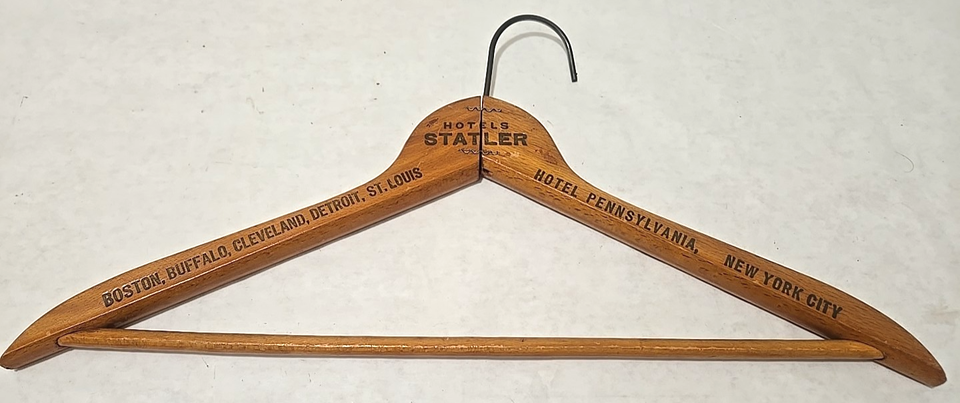 HOTELS
STATLER
BOSTON, BUFFALO, CLEVELAND, DETROIT, ST. LOUIS
HOTEL PENNSYLVANIA, NEW YORK CITY